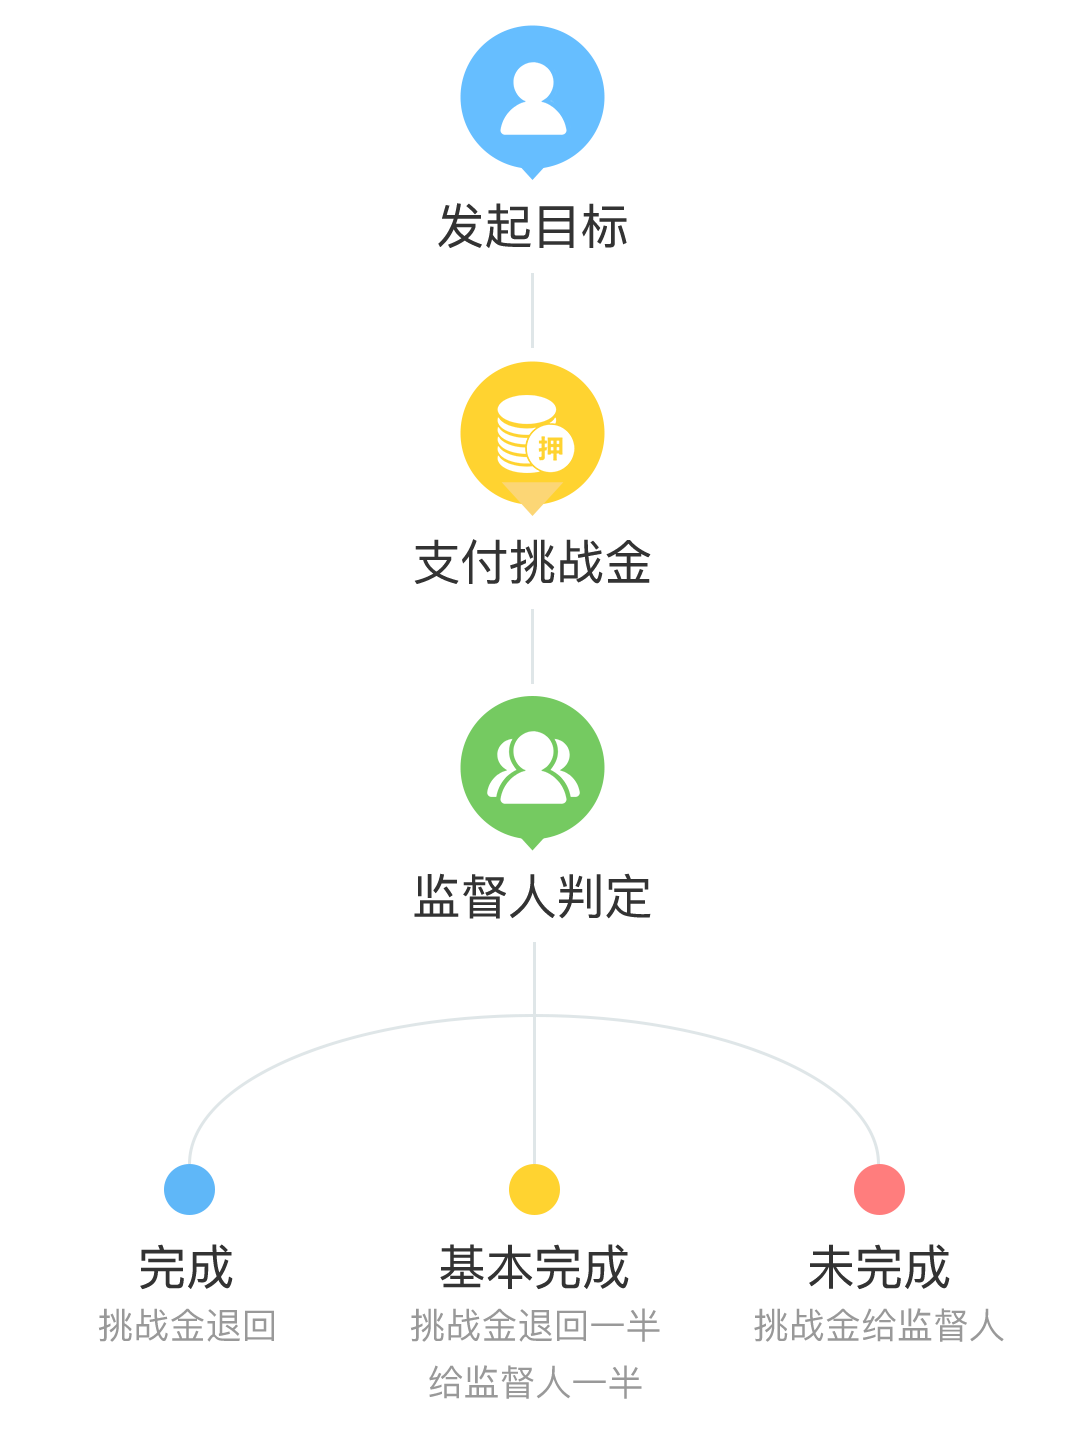 发起目标
押
支付挑战金
监督人判定
完成
基本完成
未完成
挑战金退回
挑战金退回一半
挑战金给监督人
给监督人一半